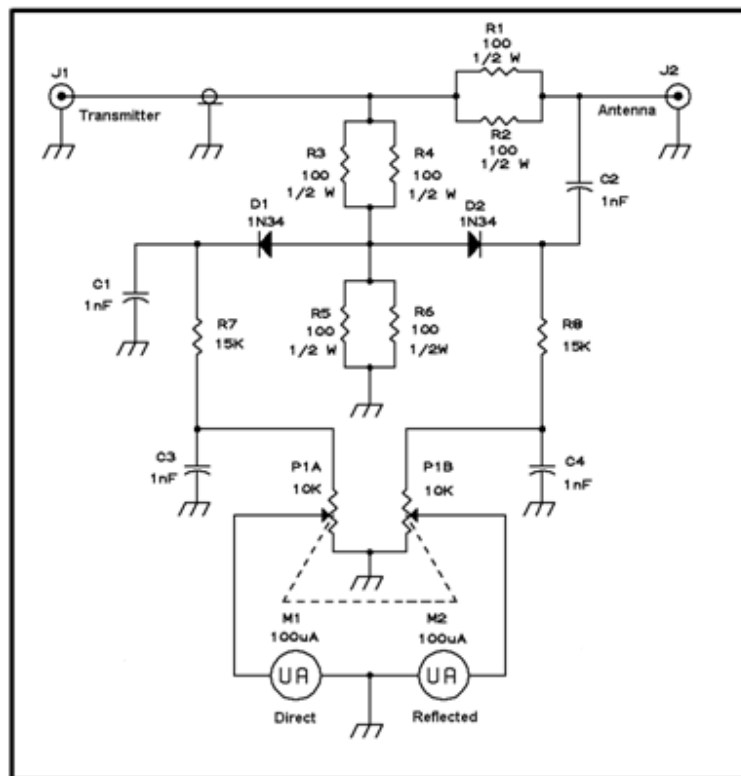 R1
100
1/2 W
J1
J2
Transmitter
Antenna
R2
100
1/2 W
R3
100
1/2 W
R4
100
1/2 W
C2
1nF
D1
1N34
D2
1N34
C1
1nF
R7
15K
R5
100
1/2 W
R6
100
1/2W
R8
15K
C3
1nF
P1A
10K
P1B
10K
C4
1nF
M1
100uA
M2
100uA
UA
UA
Direct
Reflected